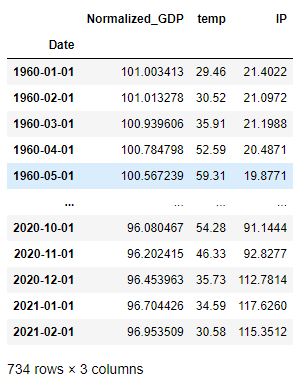 Normalized_GDP temp IP
Date
1960-01-01 101.003413 29.46 21.4022
1960-02-01 101.013278 30.52 21.0972
1960-03-01 100.939606 35.91 21.1988
1960-04-01 100.784798 52.59 20.4871
1960-05-01 100.567239 59.31 19.8771
... ... ... ...
2020-10-01 96.080467 54.28 91.1444
2020-11-01 96.202415 46.33 92.8277
2020-12-01 96.453963 35.73 112.7814
2021-01-01 96.704426 34.59 117.6260
2021-02-01 96.953509 30.58 115.3512
734 rows × 3 columns